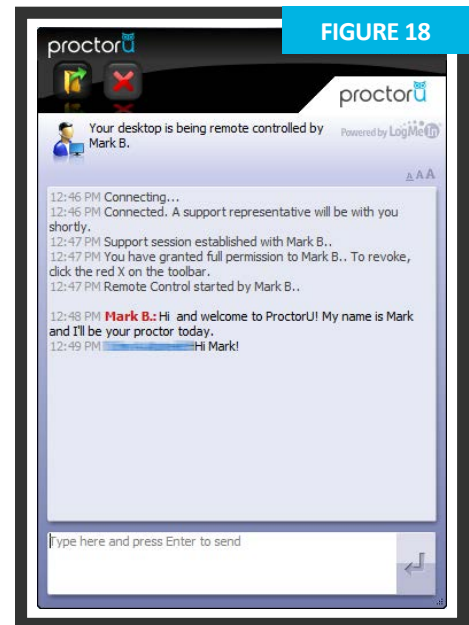 FIGURE 18
proctorü
proctorü
Your desktop is being remote controlled by
Mark B.
Powered by LogMeIn
A A A
12:46 PM Connecting...
12:46 PM Connected. A support representative will be with you
shortly.
12:47 PM Support session established with Mark B..
12:47 PM You have granted full permission to Mark B.. To revoke,
click the red X on the toolbar.
12:47 PM Remote Control started by Mark B..
12:48 PM Mark B.: Hi and welcome to ProctorU! My name is Mark
and I'll be your proctor today.
12:49 PM Hi Mark!
Type here and press Enter to send